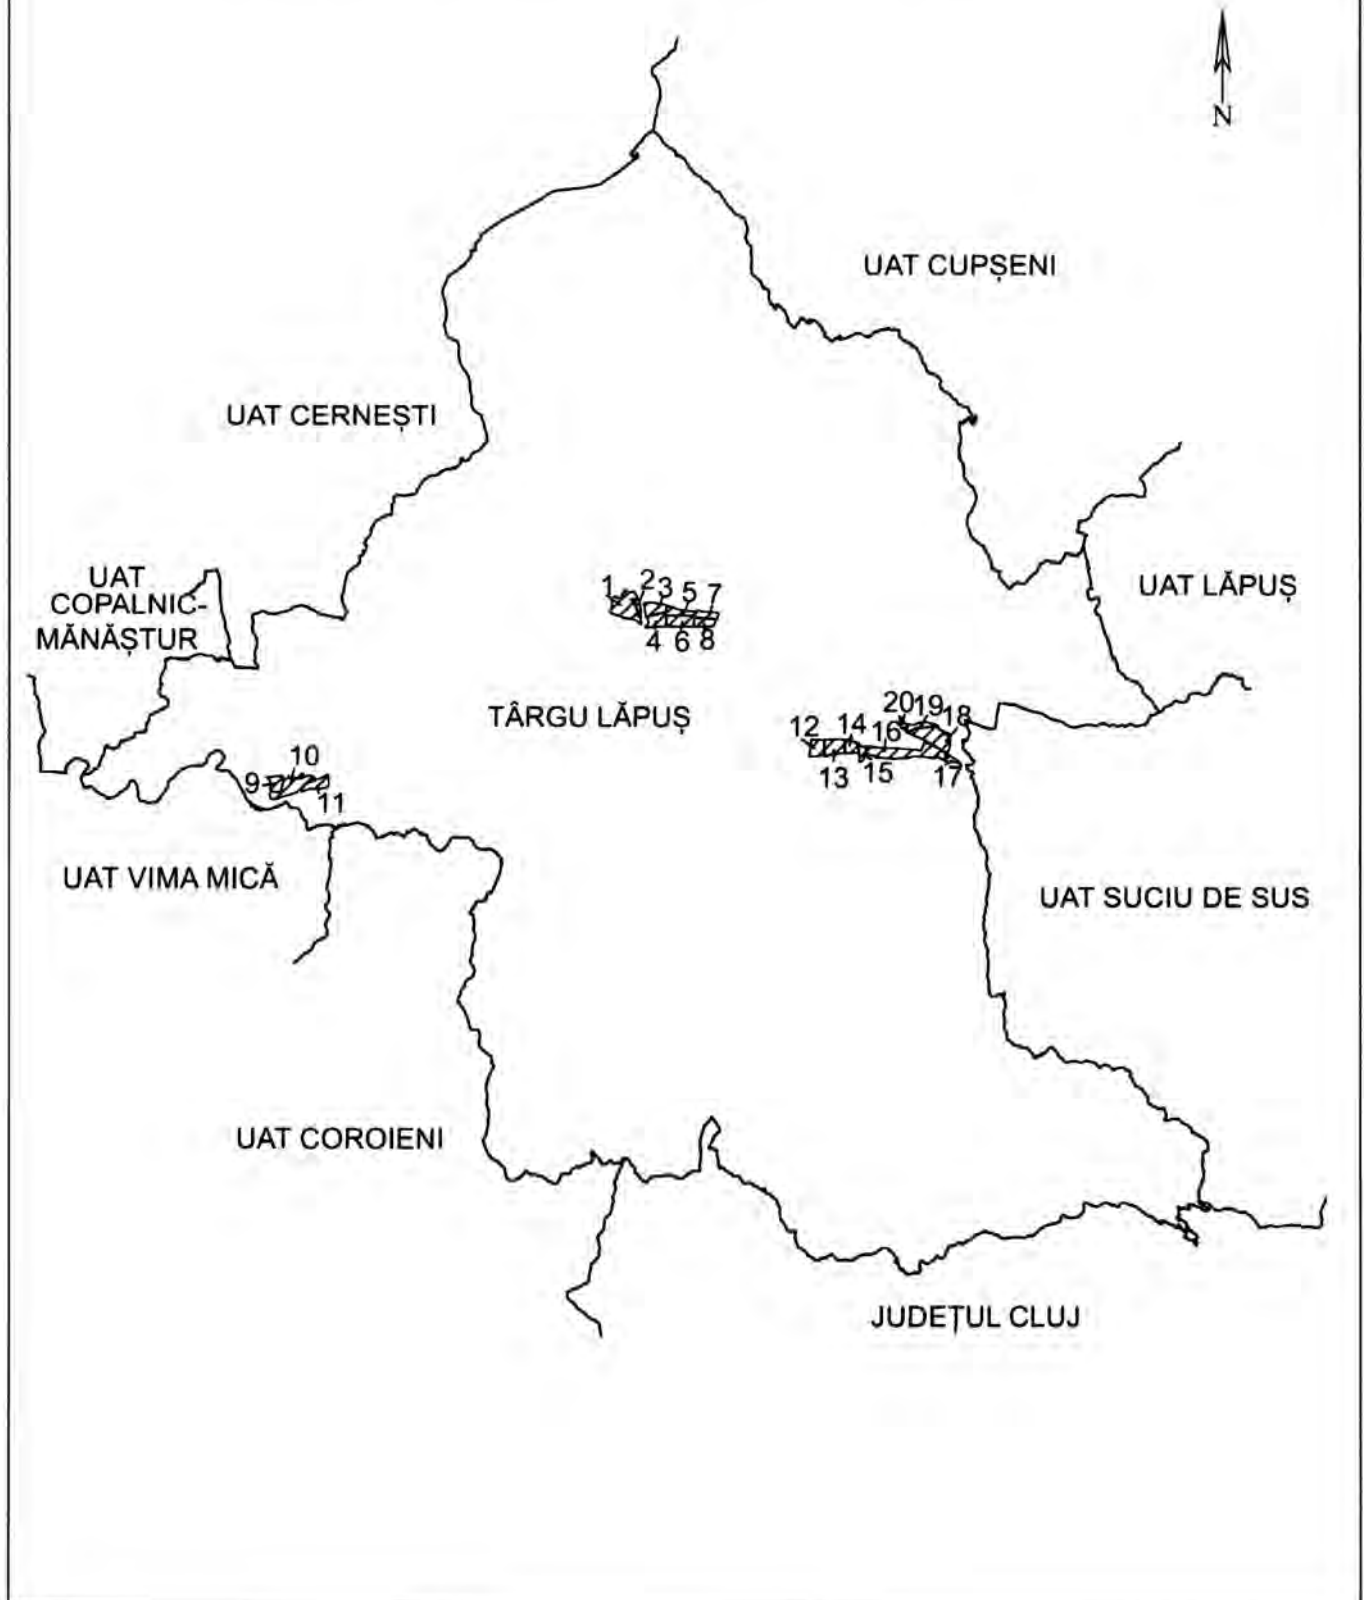 N
UAT CUPȘENI
UAT CERNEȘTI
UAT
COPALNIC-
MĂNĂȘTUR
UAT LĂPUȘ
1 2 3 5 7
4 6 8
TÂRGU LĂPUȘ
20 19 18
12 14 16
13 15 17
10
9
11
UAT VIMA MICĂ
UAT SUCIU DE SUS
UAT COROIENI
JUDEȚUL CLUJ